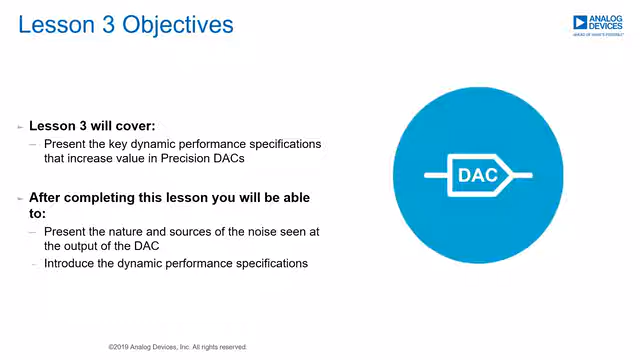 Lesson 3 Objectives
ANALOG
DEVICES
AHEAD OF WHAT'S POSSIBLE™
Lesson 3 will cover:
Present the key dynamic performance specifications
that increase value in Precision DACs
DAC
After completing this lesson you will be able
to:
Present the nature and sources of the noise seen at
the output of the DAC
Introduce the dynamic performance specifications
©2019 Analog Devices, Inc. All rights reserved.